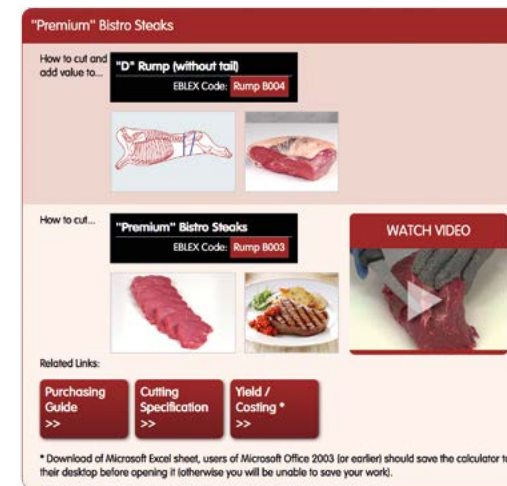 "Premium" Bistro Steaks
How to cut and
add value to...
"D" Rump (without tail)
EBLEX Code: Rump B004
How to cut...
"Premium" Bistro Steaks
EBLEX Code: Rump B003
WATCH VIDEO
Related Links:
Purchasing
Guide
>>
Cutting
Specification
>>
Yield /
Costing *
>>
* Download of Microsoft Excel sheet, users of Microsoft Office 2003 (or earlier) should save the calculator to
their desktop before opening it (otherwise you will be unable to save your work).